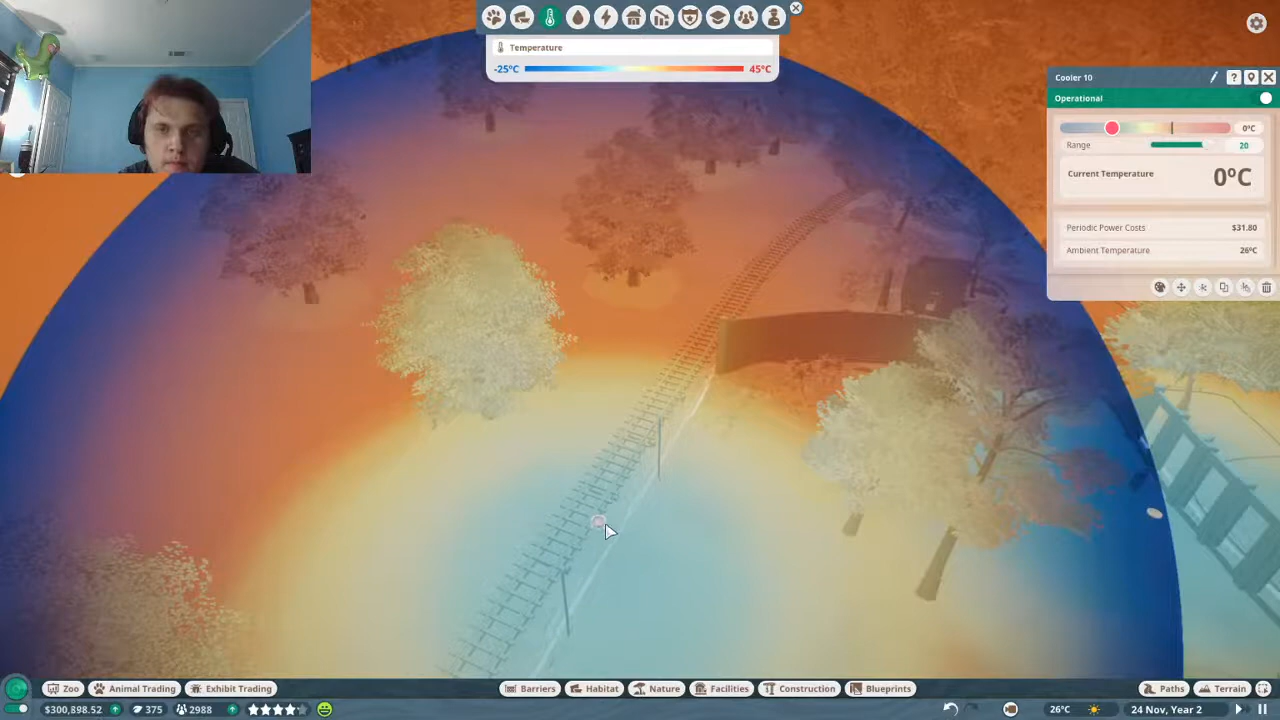 Temperature
-25°C 45°C
Cooler 10
?
Operational
0°C
Range 20
Current Temperature 0°C
Periodic Power Costs $31.80
Ambient Temperature 26°C
Zoo Animal Trading Exhibit Trading Barriers Habitat Nature Facilities Construction Blueprints Paths Terrain
$300,898.52 375 2988 26°C 24 Nov, Year 2